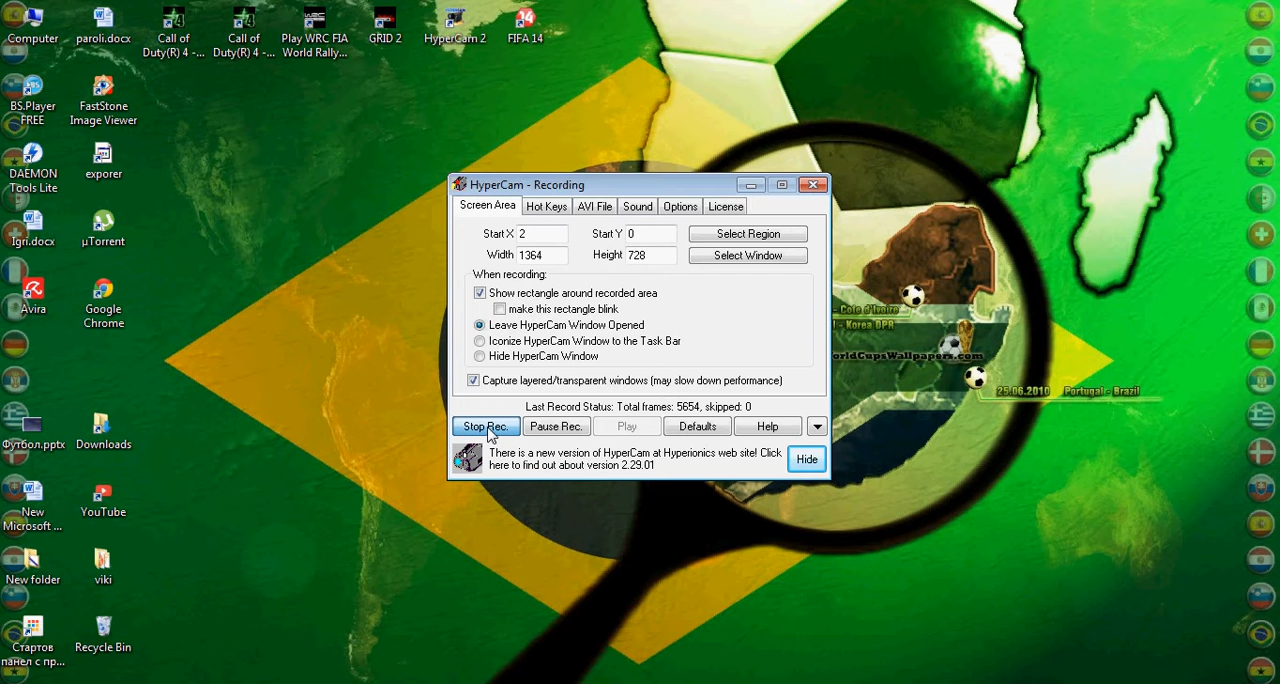 Computer
paroli.docx
Call of
Duty(R) 4 -...
Call of
Duty(R) 4 -...
Play WRC FIA
World Rally...
GRID 2
HyperCam 2
FIFA 14
BS.Player
FREE
FastStone
Image Viewer
DAEMON
Tools Lite
exporer
Igri.docx
µTorrent
Avira
Google
Chrome
Футбол.pptx
Downloads
New
Microsoft ...
YouTube
New folder
viki
Стартов
панел с пр...
Recycle Bin
HyperCam - Recording
Screen Area
Hot Keys
AVI File
Sound
Options
License
Start X 2
Start Y 0
Select Region
Width 1364
Height 728
Select Window
When recording:
Show rectangle around recorded area
make this rectangle blink
Leave HyperCam Window Opened
Iconize HyperCam Window to the Task Bar
Hide HyperCam Window
Capture layered/transparent windows (may slow down performance)
Last Record Status: Total frames: 5654, skipped: 0
Stop Rec.
Pause Rec.
Play
Defaults
Help
There is a new version of HyperCam at Hyperionics web site! Click
here to find out about version 2.29.01
Hide
- Cote d'Ivoire
- Korea DPR
orldCupsWallpapers.com
25.06.2010 Portugal - Brazil